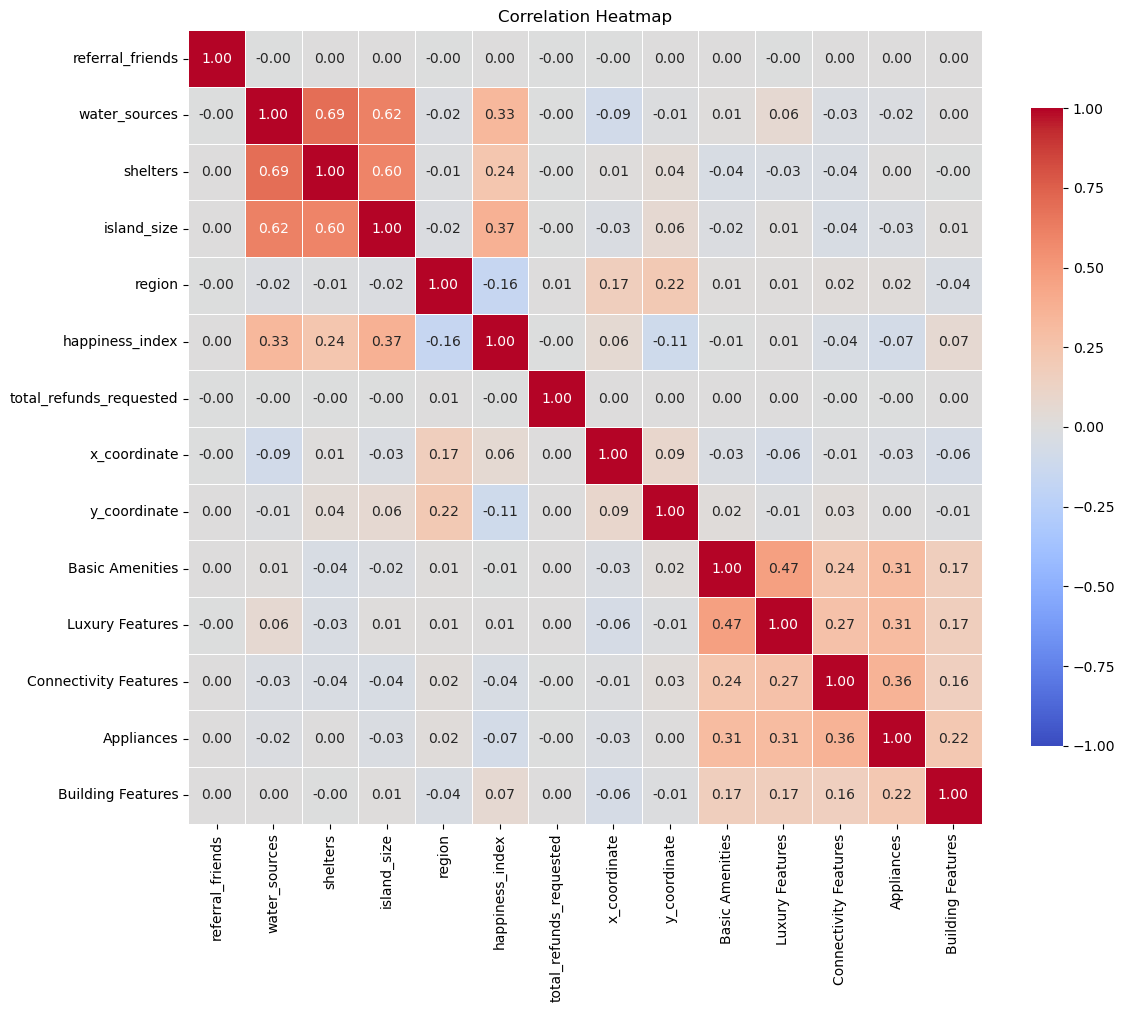 Correlation Heatmap
referral_friends 1.00 -0.00 0.00 0.00 -0.00 0.00 -0.00 -0.00 0.00 0.00 -0.00 0.00 0.00 0.00
water_sources -0.00 1.00 0.69 0.62 -0.02 0.33 -0.00 -0.09 -0.01 0.01 0.06 -0.03 -0.02 0.00
shelters 0.00 0.69 1.00 0.60 -0.01 0.24 -0.00 0.01 0.04 -0.04 -0.03 -0.04 0.00 -0.00
island_size 0.00 0.62 0.60 1.00 -0.02 0.37 -0.00 -0.03 0.06 -0.02 0.01 -0.04 -0.03 0.01
region -0.00 -0.02 -0.01 -0.02 1.00 -0.16 0.01 0.17 0.22 0.01 0.01 0.02 0.02 -0.04
happiness_index 0.00 0.33 0.24 0.37 -0.16 1.00 -0.00 0.06 -0.11 -0.01 0.01 -0.04 -0.07 0.07
total_refunds_requested -0.00 -0.00 -0.00 -0.00 0.01 -0.00 1.00 0.00 0.00 0.00 0.00 -0.00 -0.00 0.00
x_coordinate -0.00 -0.09 0.01 -0.03 0.17 0.06 0.00 1.00 0.09 -0.03 -0.06 -0.01 -0.03 -0.06
y_coordinate 0.00 -0.01 0.04 0.06 0.22 -0.11 0.00 0.09 1.00 0.02 -0.01 0.03 0.00 -0.01
Basic Amenities 0.00 0.01 -0.04 -0.02 0.01 -0.01 0.00 -0.03 0.02 1.00 0.47 0.24 0.31 0.17
Luxury Features -0.00 0.06 -0.03 0.01 0.01 0.01 0.00 -0.06 -0.01 0.47 1.00 0.27 0.31 0.17
Connectivity Features 0.00 -0.03 -0.04 -0.04 0.02 -0.04 -0.00 -0.01 0.03 0.24 0.27 1.00 0.36 0.16
Appliances 0.00 -0.02 0.00 -0.03 0.02 -0.07 -0.00 -0.03 0.00 0.31 0.31 0.36 1.00 0.22
Building Features 0.00 0.00 -0.00 0.01 -0.04 0.07 0.00 -0.06 -0.01 0.17 0.17 0.16 0.22 1.00
referral_friends
water_sources
shelters
island_size
region
happiness_index
total_refunds_requested
x_coordinate
y_coordinate
Basic Amenities
Luxury Features
Connectivity Features
Appliances
Building Features
1.00
0.75
0.50
0.25
0.00
−0.25
−0.50
−0.75
−1.00